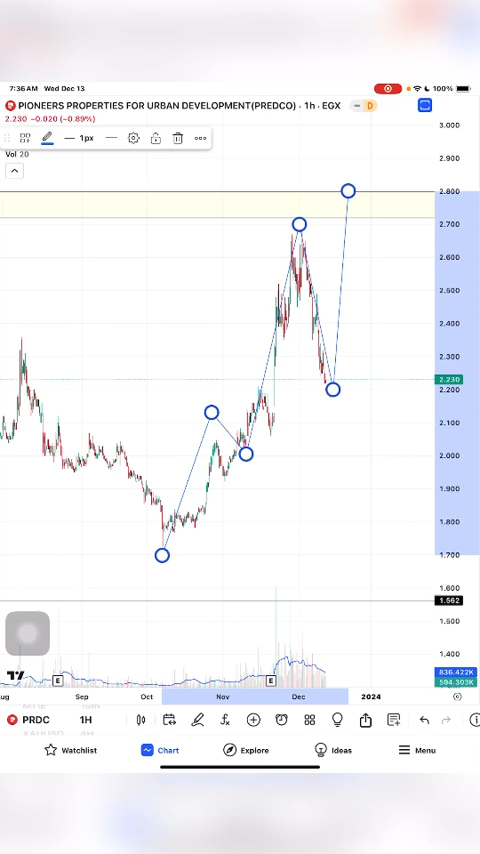 7:36 AM Wed Dec 13
100%
PIONEERS PROPERTIES FOR URBAN DEVELOPMENT(PREDCO) · 1h · EGX
D
2.230 −0.020 (−0.89%)
1px
Vol 20
3.000
2.900
2.800
2.700
2.600
2.500
2.400
2.300
2.230
2.200
2.100
2.000
1.900
1.800
1.700
1.600
1.562
1.500
1.400
836.422K
594.303K
E
E
Aug
Sep
Oct
Nov
Dec
2024
PRDC
1H
XAUUSD
4H
Watchlist
Chart
Explore
Ideas
Menu